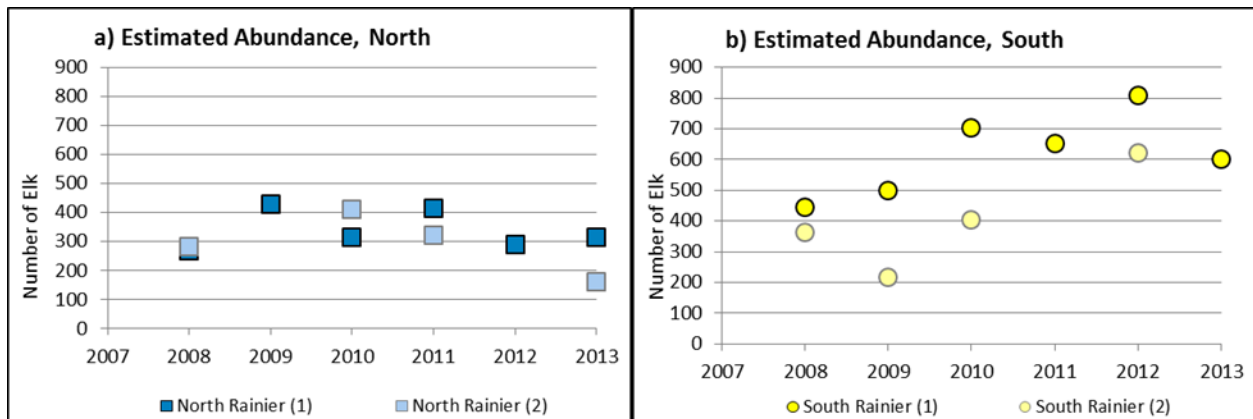 a) Estimated Abundance, North
Number of Elk
900
800
700
600
500
400
300
200
100
0
2007 2008 2009 2010 2011 2012 2013
North Rainier (1) North Rainier (2)
b) Estimated Abundance, South
Number of Elk
900
800
700
600
500
400
300
200
100
0
2007 2008 2009 2010 2011 2012 2013
South Rainier (1) South Rainier (2)